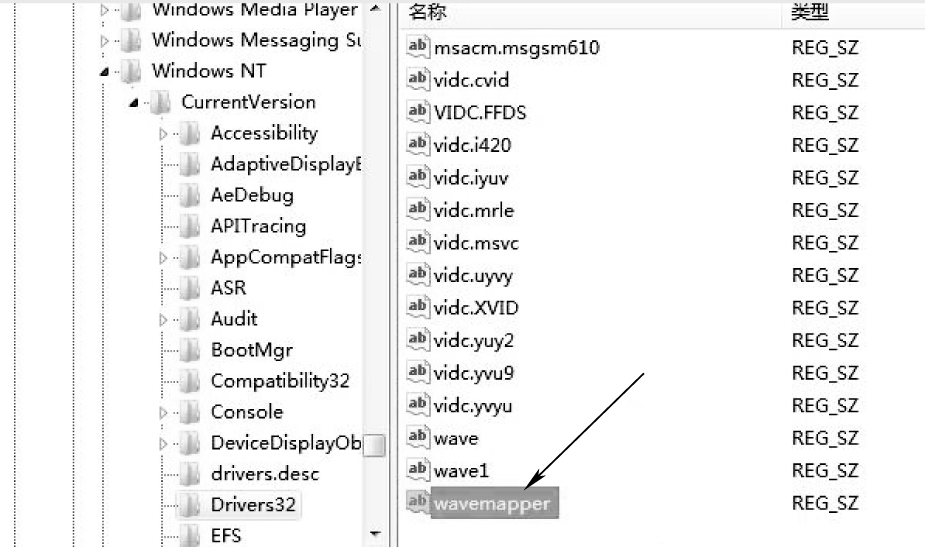 Windows Media Player
Windows Messaging Su
Windows NT
CurrentVersion
Accessibility
AdaptiveDisplayB
AeDebug
APITracing
AppCompatFlags
ASR
Audit
BootMgr
Compatibility32
Console
DeviceDisplayOb
drivers.desc
Drivers32
EFS
名称 类型
msacm.msgsm610 REG_SZ
vidc.cvid REG_SZ
VIDC.FFDS REG_SZ
vidc.i420 REG_SZ
vidc.iyuv REG_SZ
vidc.mrle REG_SZ
vidc.msvc REG_SZ
vidc.uyvy REG_SZ
vidc.XVID REG_SZ
vidc.yuy2 REG_SZ
vidc.yvu9 REG_SZ
vidc.yvyu REG_SZ
wave REG_SZ
wave1 REG_SZ
wavemapper REG_SZ